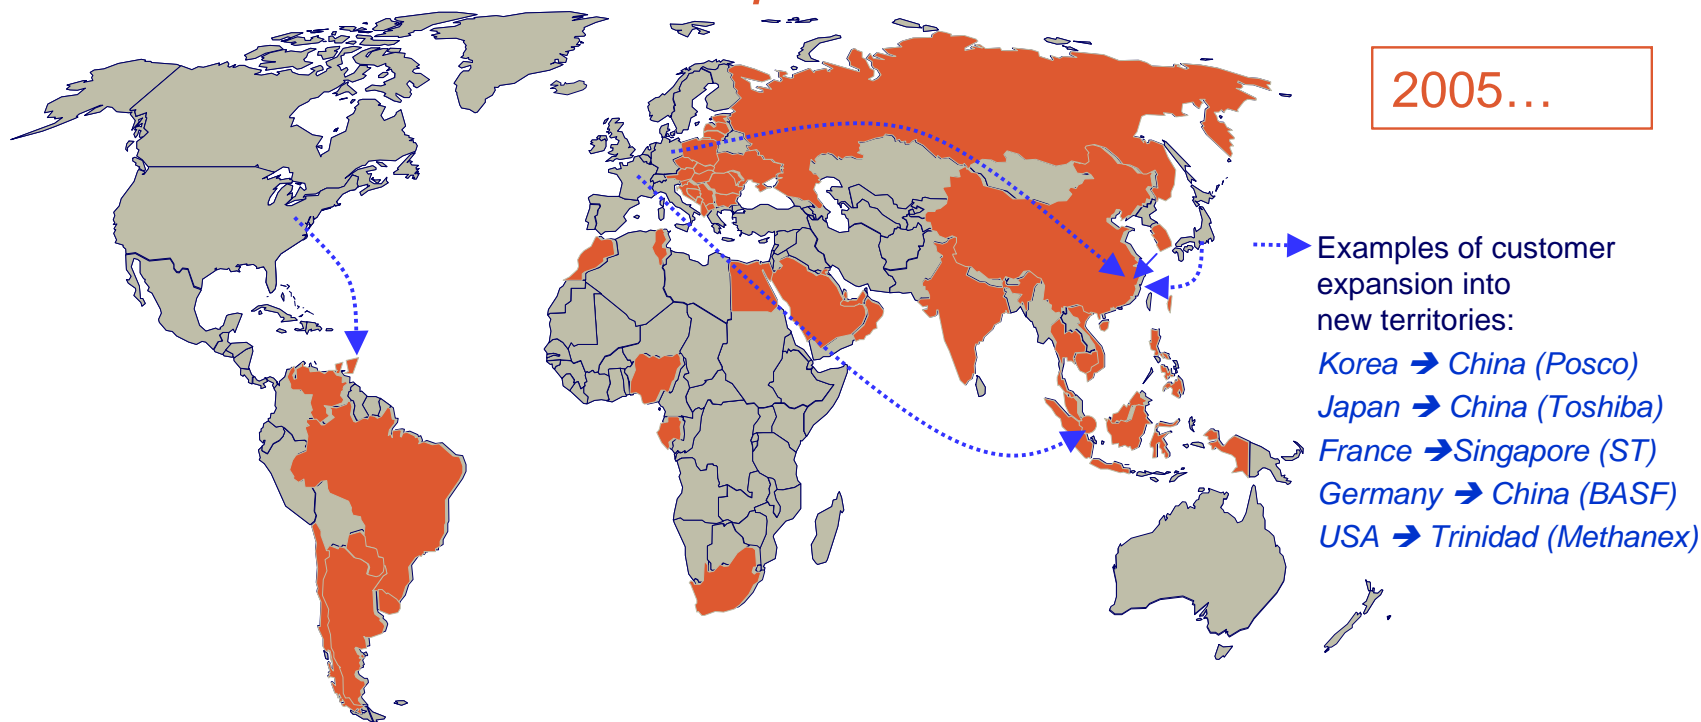 2005…
Examples of customer
expansion into
new territories:
Korea ➔ China (Posco)
Japan ➔ China (Toshiba)
France ➔Singapore (ST)
Germany ➔ China (BASF)
USA ➔ Trinidad (Methanex)